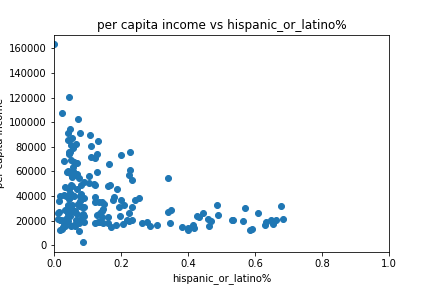 per capita income vs hispanic_or_latino%
160000
140000
120000
100000
80000
60000
40000
20000
0
per capita income
0.0 0.2 0.4 0.6 0.8 1.0
hispanic_or_latino%